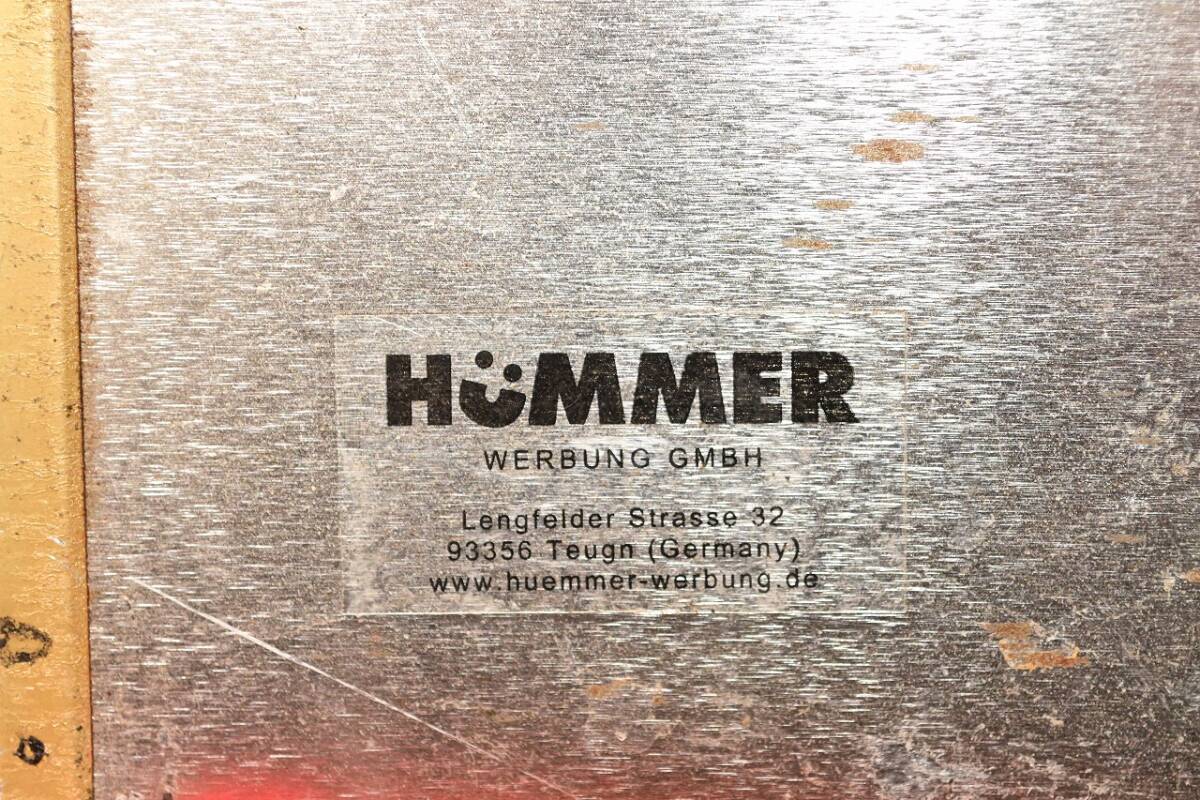 HÜMMER
WERBUNG GMBH
Lengfelder Strasse 32
93356 Teugn (Germany)
www.huemmer-werbung.de